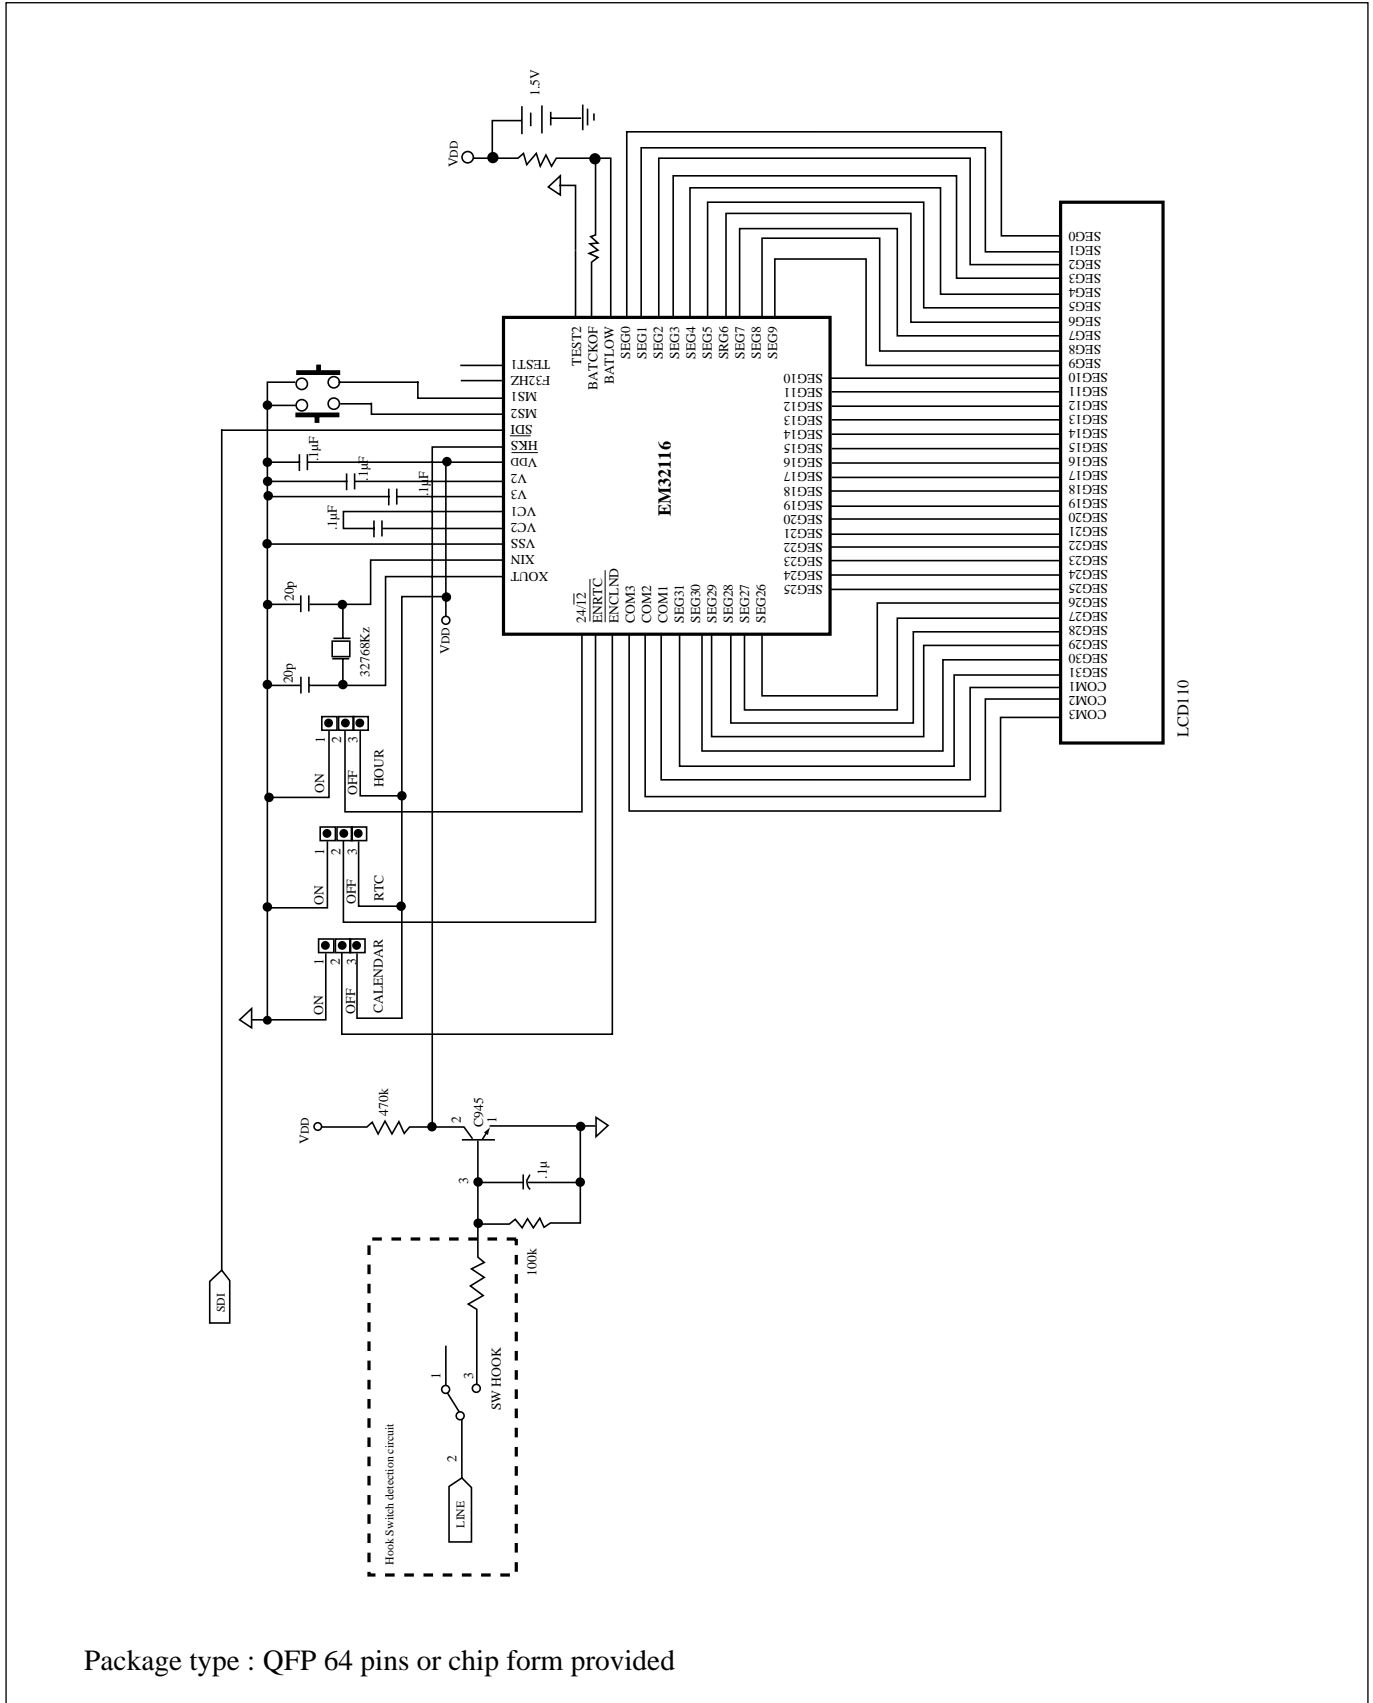 1.5V
VDD
TEST2
BATCKOF
BATLOW
SEG0
SEG1
SEG2
SEG3
SEG4
SEG5
SRG6
SEG7
SEG8
SEG9
TEST1
F32HZ
MS1
MS2
SDI
HKS
VDD
V2
V3
VC1
VC2
VSS
XIN
XOUT
EM32116
SEG10
SEG11
SEG12
SEG13
SEG14
SEG15
SEG16
SEG17
SEG18
SEG19
SEG20
SEG21
SEG22
SEG23
SEG24
SEG25
24/12
ENRTC
ENCLND
COM3
COM2
COM1
SEG31
SEG30
SEG29
SEG28
SEG27
SEG26
SEG0
SEG1
SEG2
SEG3
SEG4
SEG5
SEG6
SEG7
SEG8
SEG9
SEG10
SEG11
SEG12
SEG13
SEG14
SEG15
SEG16
SEG17
SEG18
SEG19
SEG20
SEG21
SEG22
SEG23
SEG24
SEG25
SEG26
SEG27
SEG28
SEG29
SEG30
SEG31
COM1
COM2
COM3
LCD110
.1µF
.1µF
.1µF
.1µF
20p
32768Kz
20p
VDD
1
2
3
ON
OFF
HOUR
1
2
3
ON
OFF
RTC
1
2
3
ON
OFF
CALENDAR
VDD
470k
2
C945
1
3
.1µ
100k
SDI
1
3
SW HOOK
2
LINE
Hook Switch detection circuit
Package type : QFP 64 pins or chip form provided